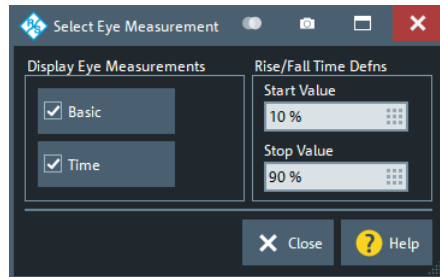 R&S Select Eye Measurement
Display Eye Measurements
Basic
Time
Rise/Fall Time Defns
Start Value
10 %
Stop Value
90 %
Close
? Help